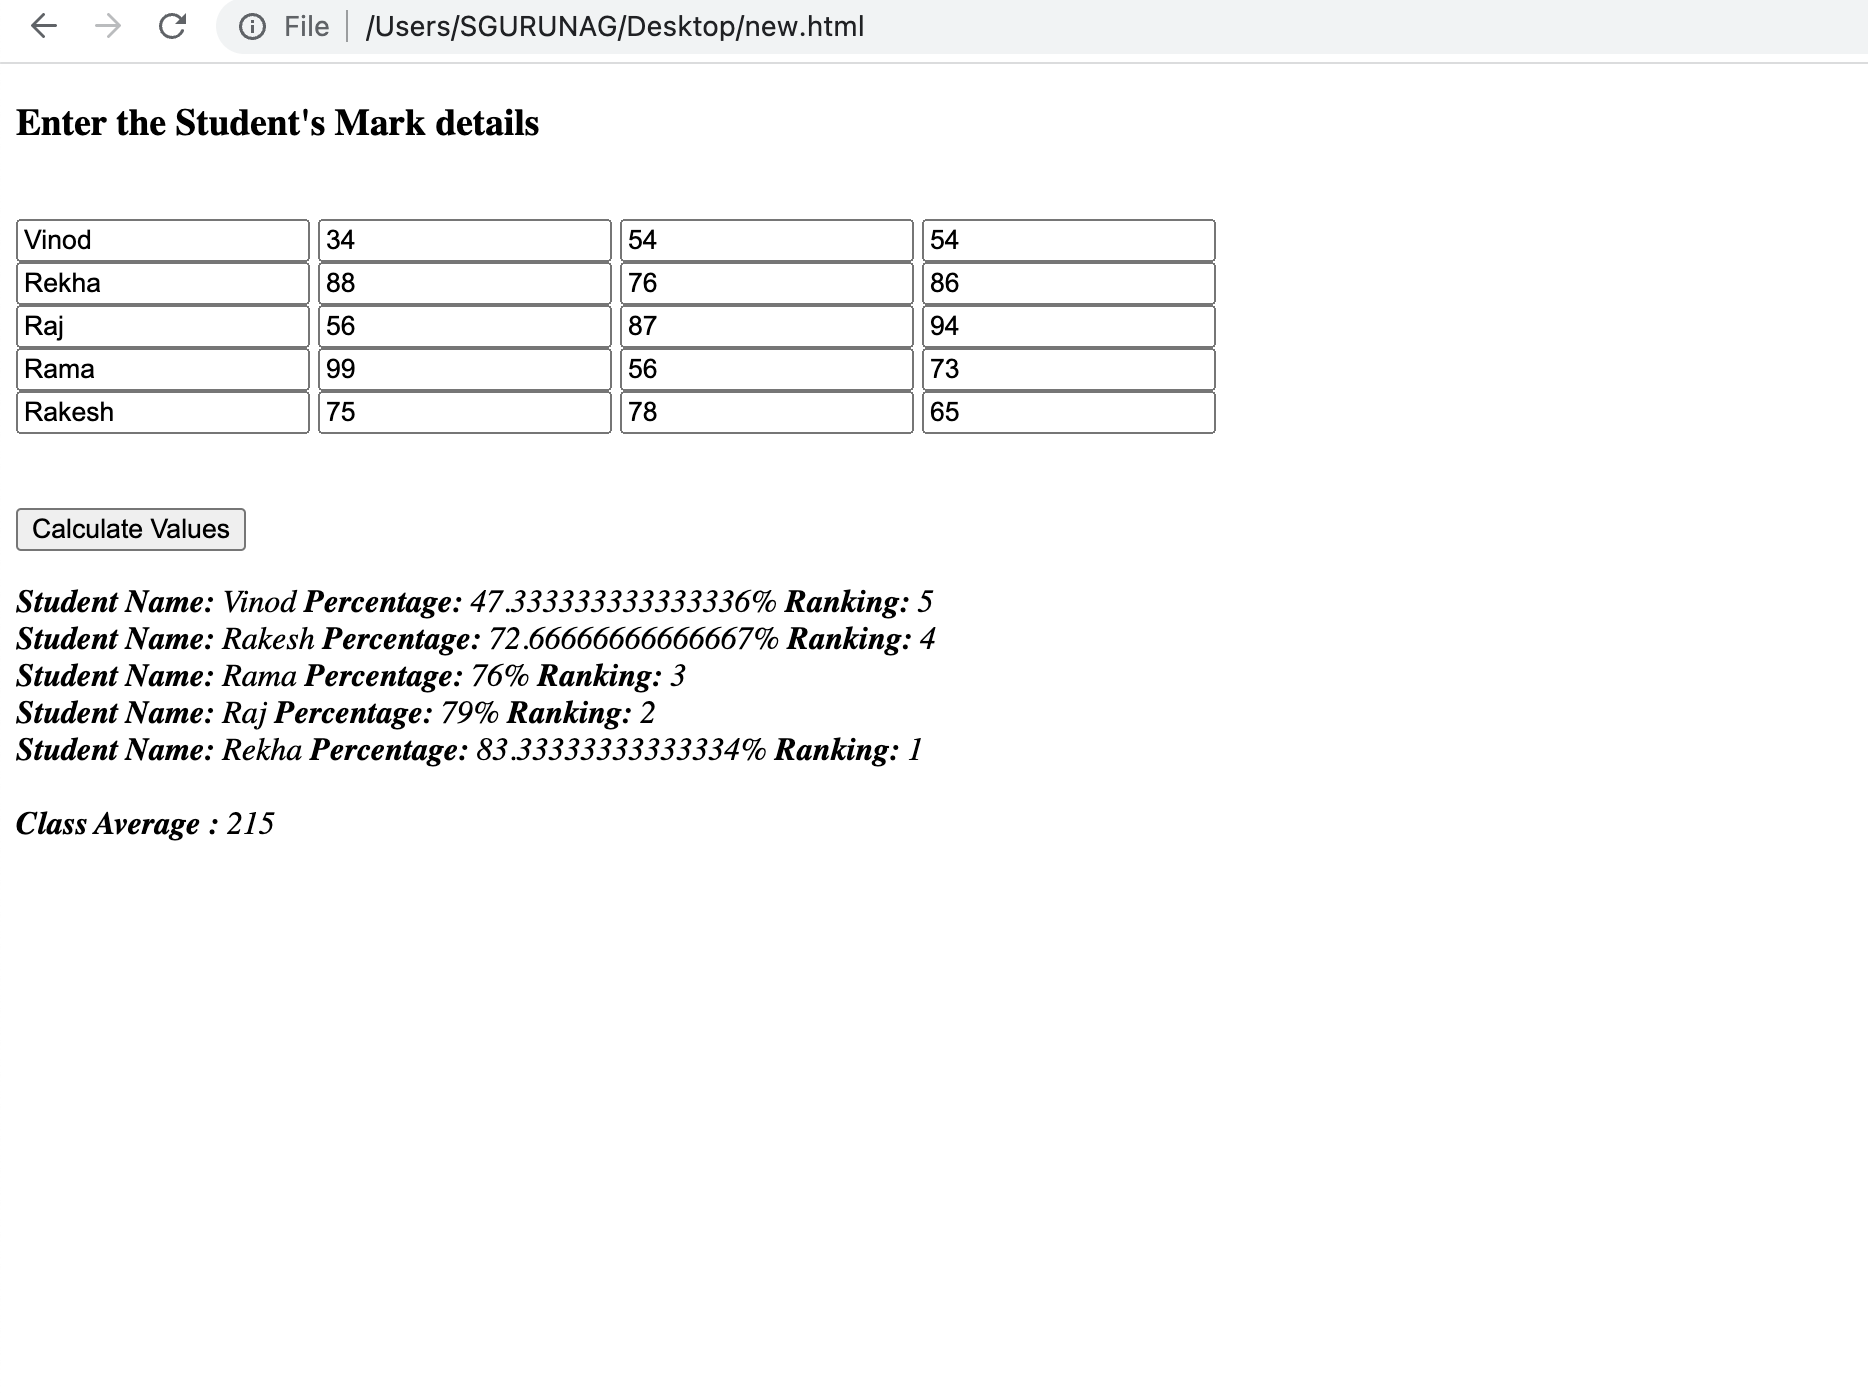 File /Users/SGURUNAG/Desktop/new.html
Enter the Student's Mark details
Vinod 34 54 54
Rekha 88 76 86
Raj 56 87 94
Rama 99 56 73
Rakesh 75 78 65
Calculate Values
Student Name: Vinod Percentage: 47.333333333333336% Ranking: 5
Student Name: Rakesh Percentage: 72.66666666666667% Ranking: 4
Student Name: Rama Percentage: 76% Ranking: 3
Student Name: Raj Percentage: 79% Ranking: 2
Student Name: Rekha Percentage: 83.33333333333334% Ranking: 1
Class Average : 215